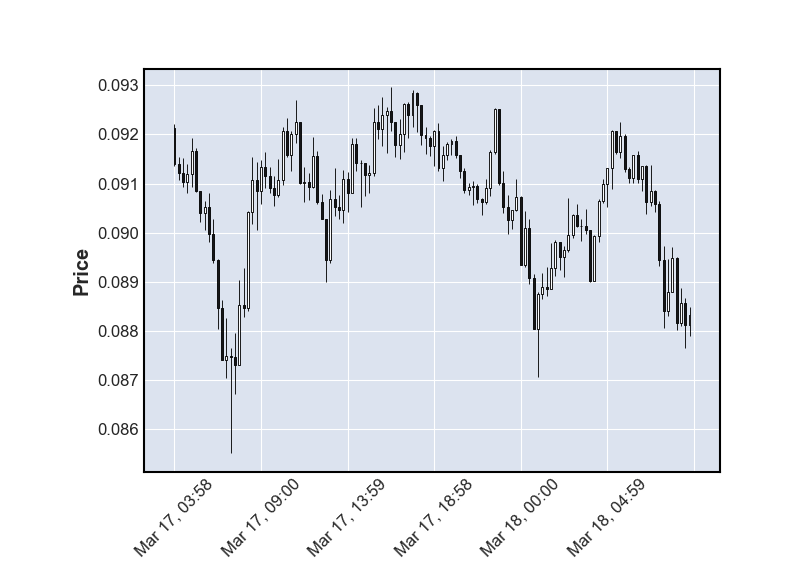 0.093
0.092
0.091
0.090
0.089
0.088
0.087
0.086
Price
Mar 17, 03:58
Mar 17, 09:00
Mar 17, 13:59
Mar 17, 18:58
Mar 18, 00:00
Mar 18, 04:59